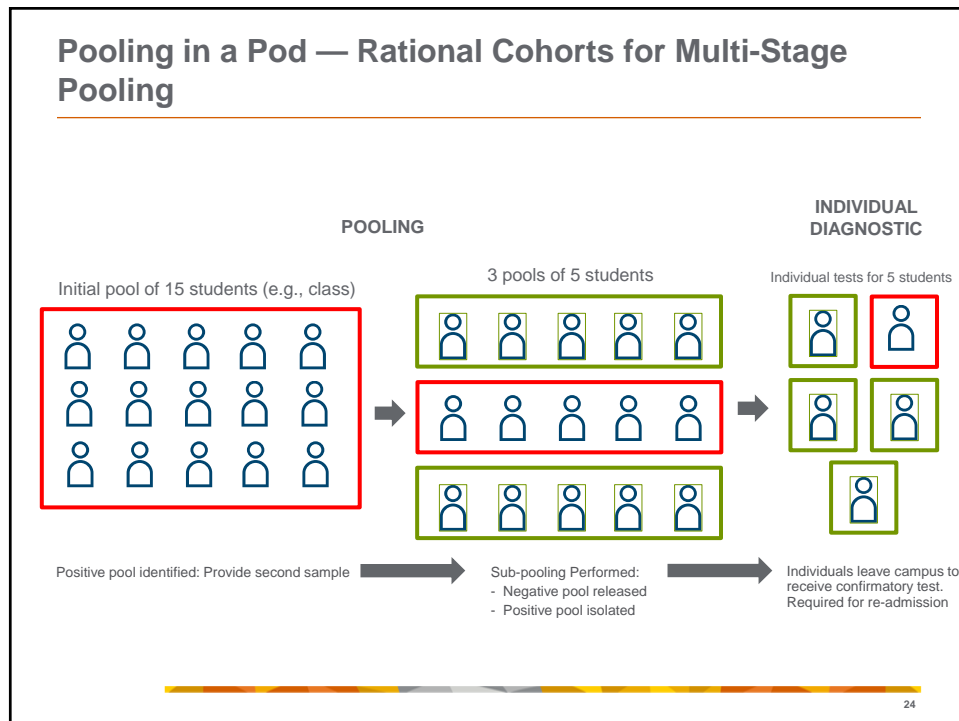 Pooling in a Pod — Rational Cohorts for Multi-Stage
Pooling
POOLING
INDIVIDUAL
DIAGNOSTIC
Initial pool of 15 students (e.g., class)
3 pools of 5 students
Individual tests for 5 students
Positive pool identified: Provide second sample
Sub-pooling Performed:
- Negative pool released
- Positive pool isolated
Individuals leave campus to
receive confirmatory test.
Required for re-admission
24